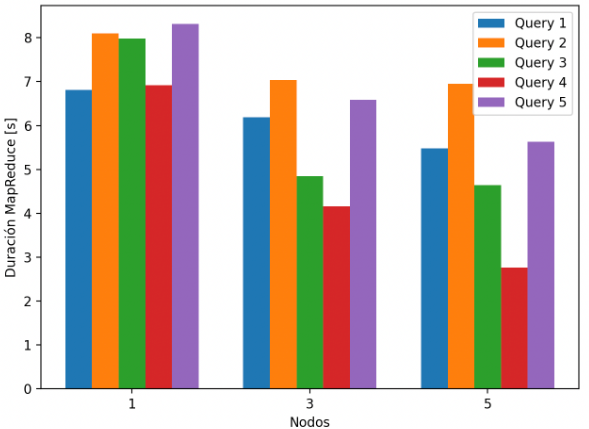 Query 1
Query 2
Query 3
Query 4
Query 5
Duración MapReduce [s]
8
7
6
5
4
3
2
1
0
1 3 5
Nodos